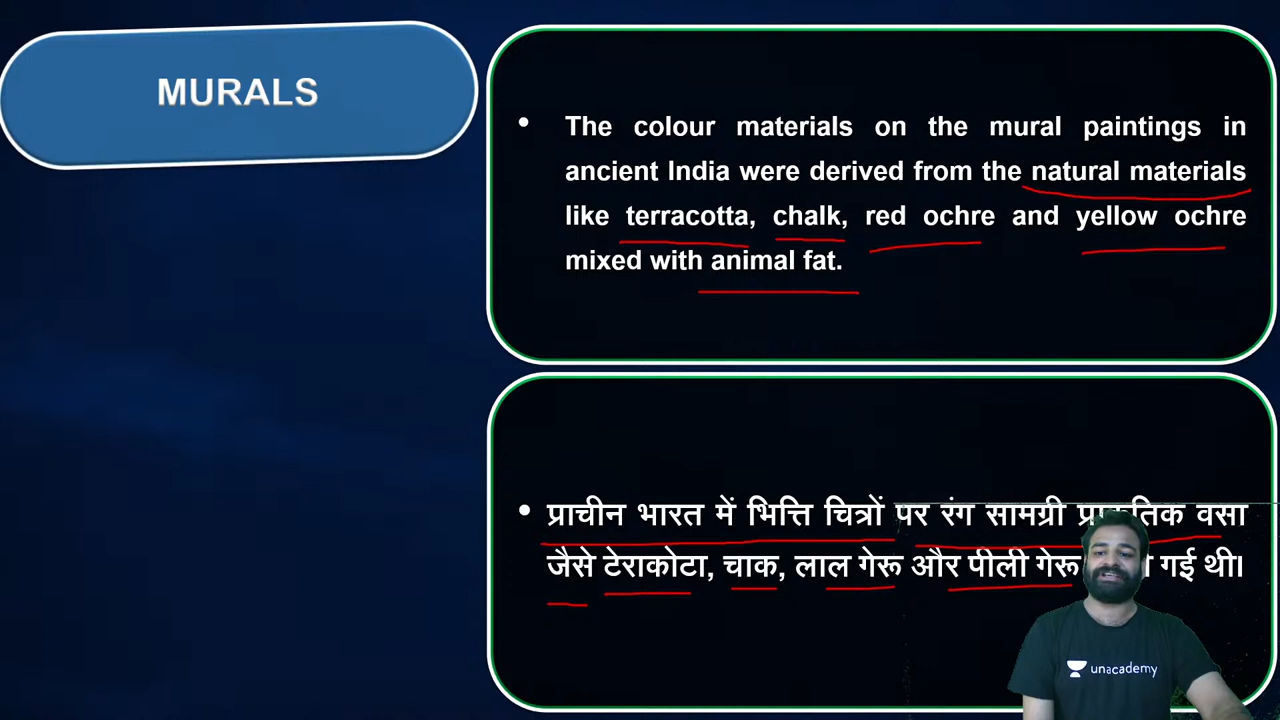 MURALS
• The colour materials on the mural paintings in
ancient India were derived from the natural materials
like terracotta, chalk, red ochre and yellow ochre
mixed with animal fat.
• प्राचीन भारत में भित्ति चित्रों पर रंग सामग्री प्राकृतिक वसा
जैसे टेराकोटा, चाक, लाल गेरू और पीली गेरू गई थी।
unacademy